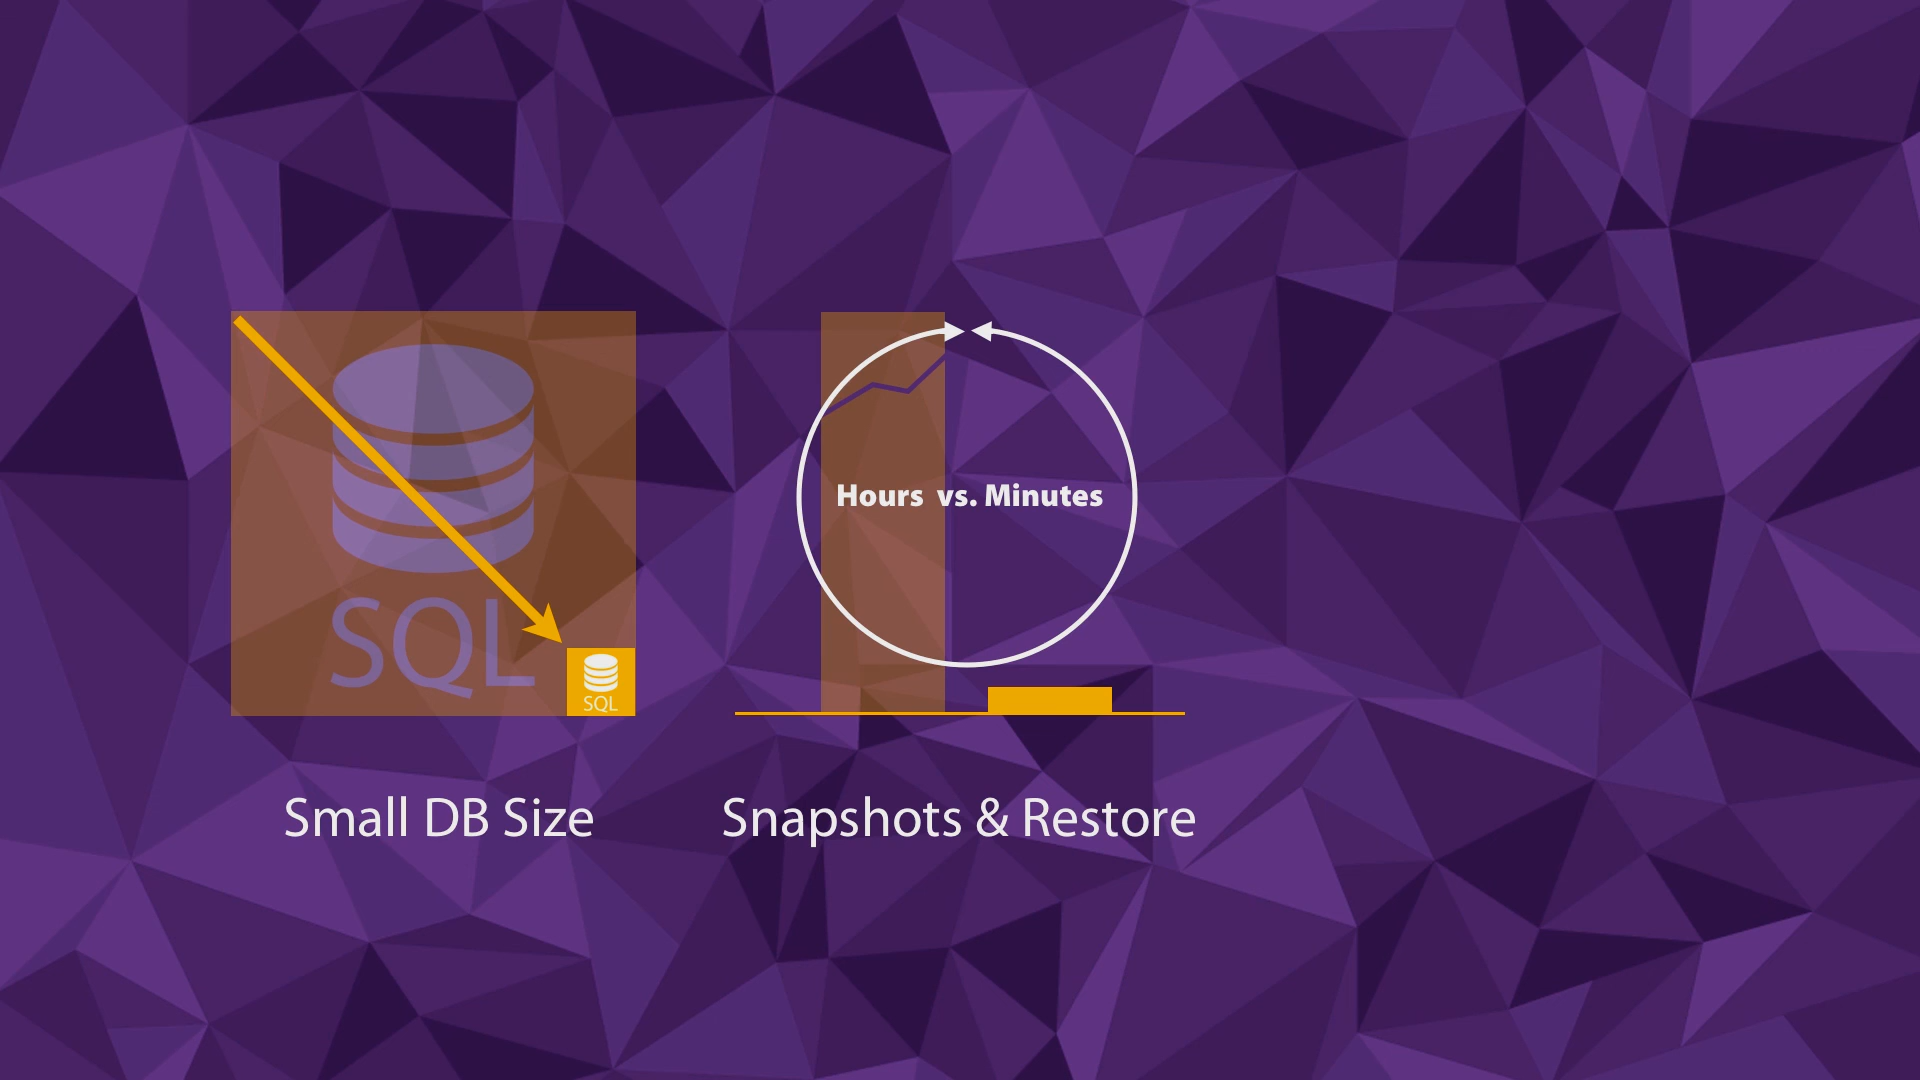 SQL
SQL
Hours vs. Minutes
Small DB Size
Snapshots & Restore